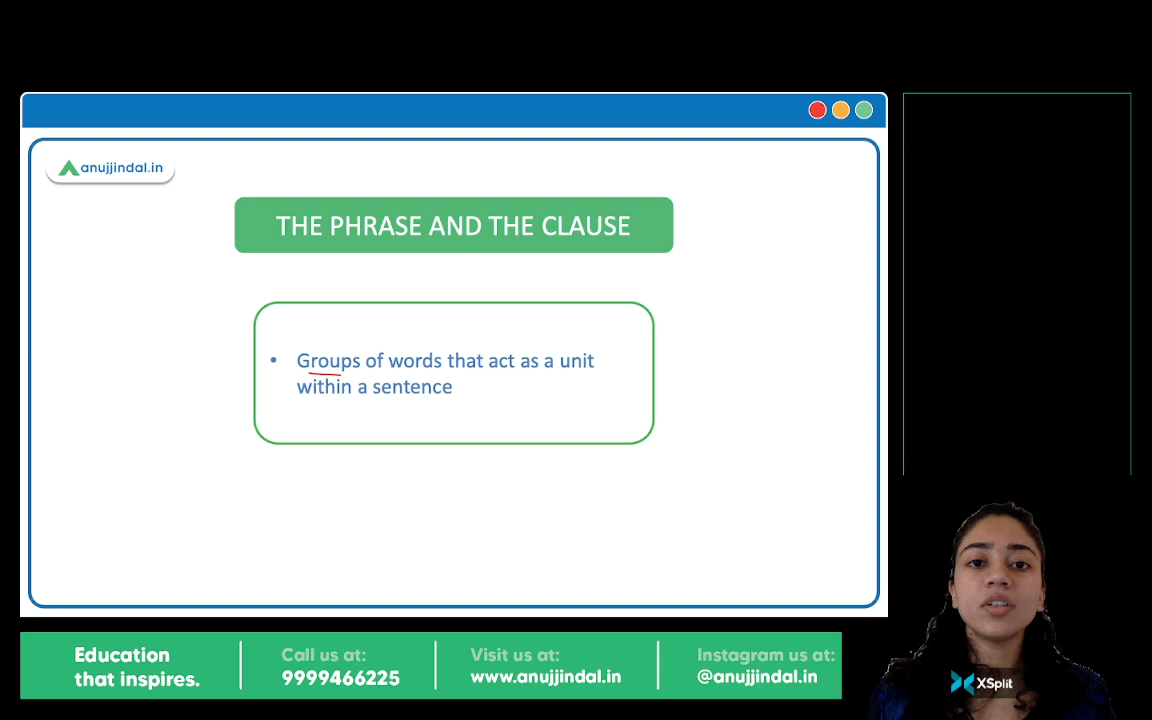 anujjindal.in
THE PHRASE AND THE CLAUSE
• Groups of words that act as a unit
within a sentence
Education
that inspires.
Call us at:
9999466225
Visit us at:
www.anujjindal.in
Instagram us at:
@anujjindal.in
XSplit